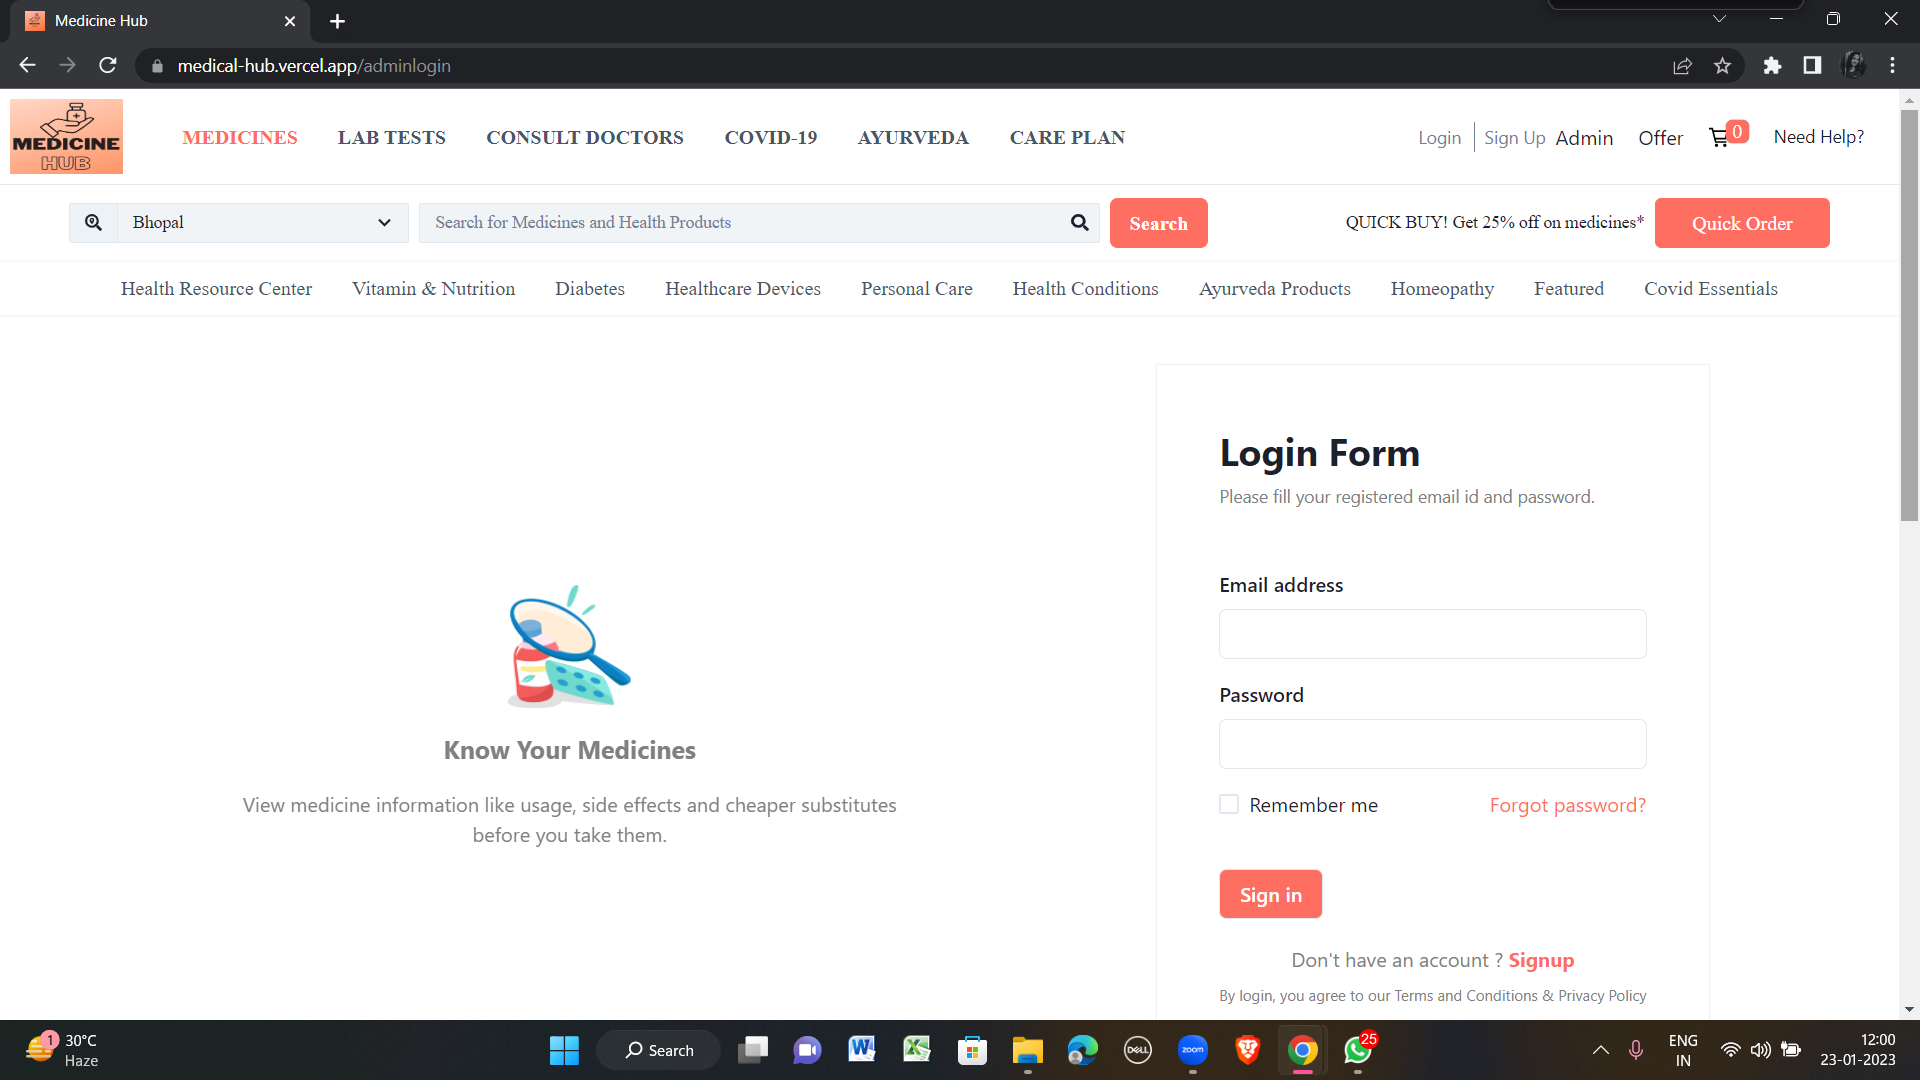 Medicine Hub
medical-hub.vercel.app/adminlogin
MEDICINE
HUB
MEDICINES LAB TESTS CONSULT DOCTORS COVID-19 AYURVEDA CARE PLAN
Login Sign Up Admin Offer 0 Need Help?
Bhopal
Search for Medicines and Health Products
Search
QUICK BUY! Get 25% off on medicines*
Quick Order
Health Resource Center Vitamin & Nutrition Diabetes Healthcare Devices Personal Care Health Conditions Ayurveda Products Homeopathy Featured Covid Essentials
Know Your Medicines
View medicine information like usage, side effects and cheaper substitutes
before you take them.
Login Form
Please fill your registered email id and password.
Email address
Password
Remember me Forgot password?
Sign in
Don't have an account ? Signup
By login, you agree to our Terms and Conditions & Privacy Policy
1
30°C
Haze
Search
DELL
zoom
25
ENG
IN
12:00
23-01-2023